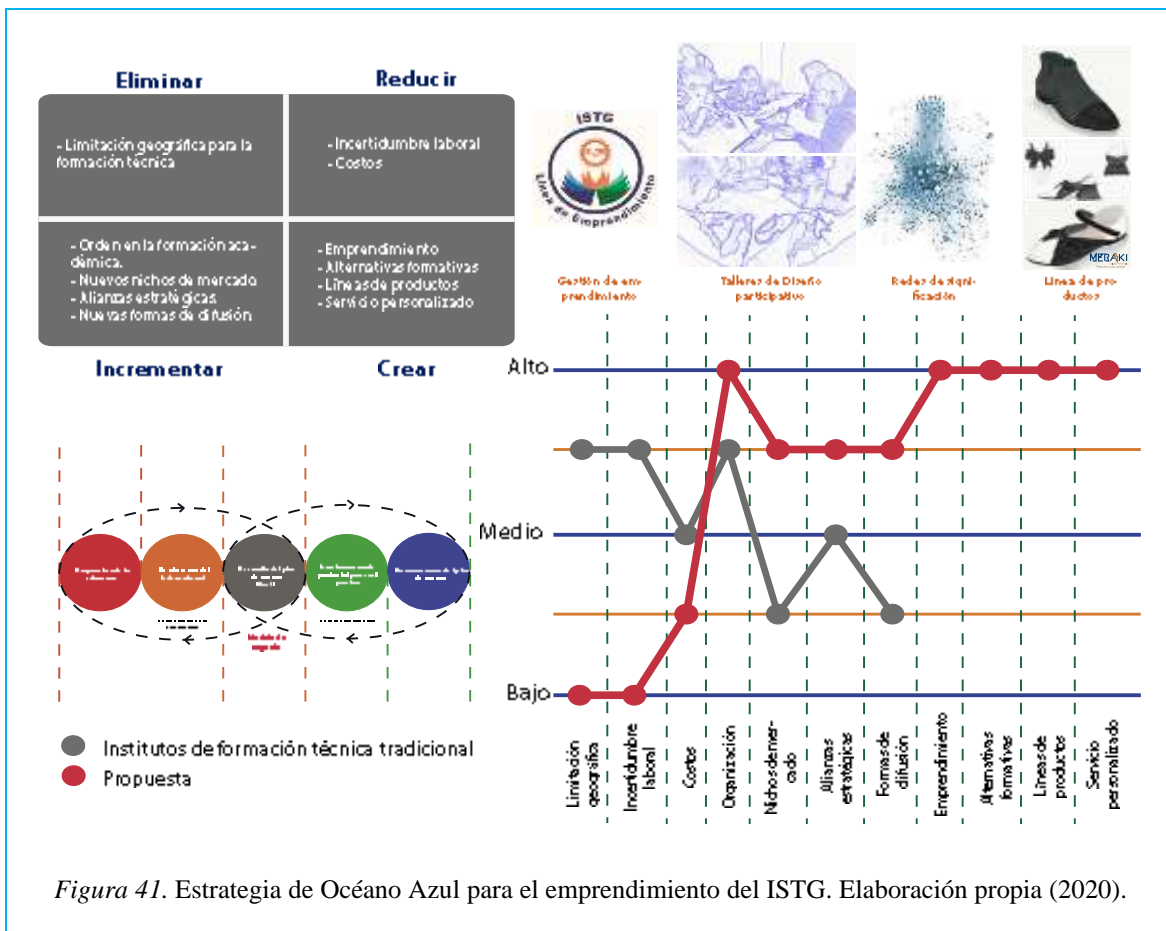 Eliminar
Reducir
- Limitación geográfica para la
formación técnica
- Incertidumbre laboral
- Costos
- Orden en la formación aca-
démica.
- Nuevos nichos de mercado
- Alianzas estratégicas
- Nuevas formas de difusión
- Emprendimiento
- Alternativas formativas
- Líneas de productos
- Servicio personalizado
Incrementar
Crear
ISTG
Línea de Emprendimiento
MERAKI
Gestión de em-
prendimiento
Talleres de Diseño
participativo
Redes de signi-
ficación
Línea de pro-
ductos
Alto
Medio
Bajo
Limitación
geográfica
Incertidumbre
laboral
Costos
Organización
Nichos de mer-
cado
Alianzas
estratégicas
Formas de
difusión
Emprendimiento
Alternativas
formativas
Líneas de
productos
Servicio
personalizado
Institutos de formación técnica tradicional
Propuesta
Figura 41. Estrategia de Océano Azul para el emprendimiento del ISTG. Elaboración propia (2020).